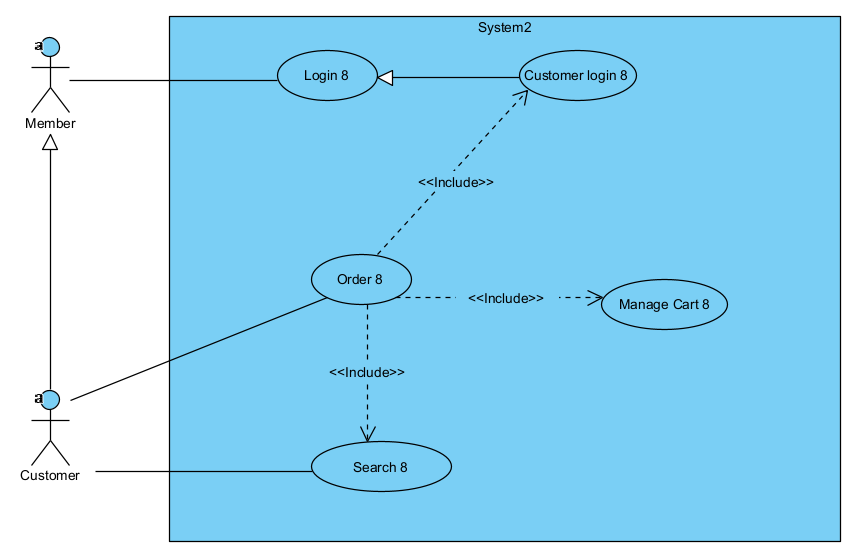 System2
a
Login 8
Customer login 8
Member
<<Include>>
Order 8
<<Include>>
Manage Cart 8
<<Include>>
a
Search 8
Customer